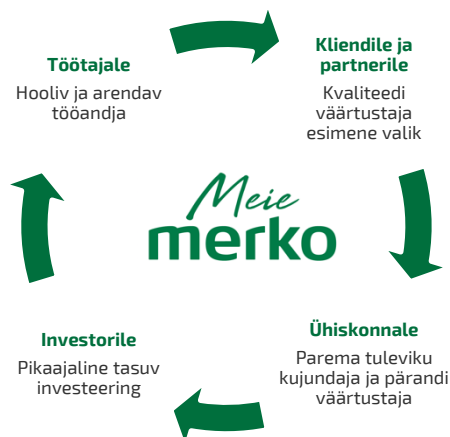 Töötajale
Hooliv ja arendav
tööandja
Kliendile ja
partnerile
Kvaliteedi
väärtustaja
esimene valik
Meie
merko
Investorile
Pikaajaline tasuv
investeering
Ühiskonnale
Parema tuleviku
kujundaja ja pärandi
väärtustaja